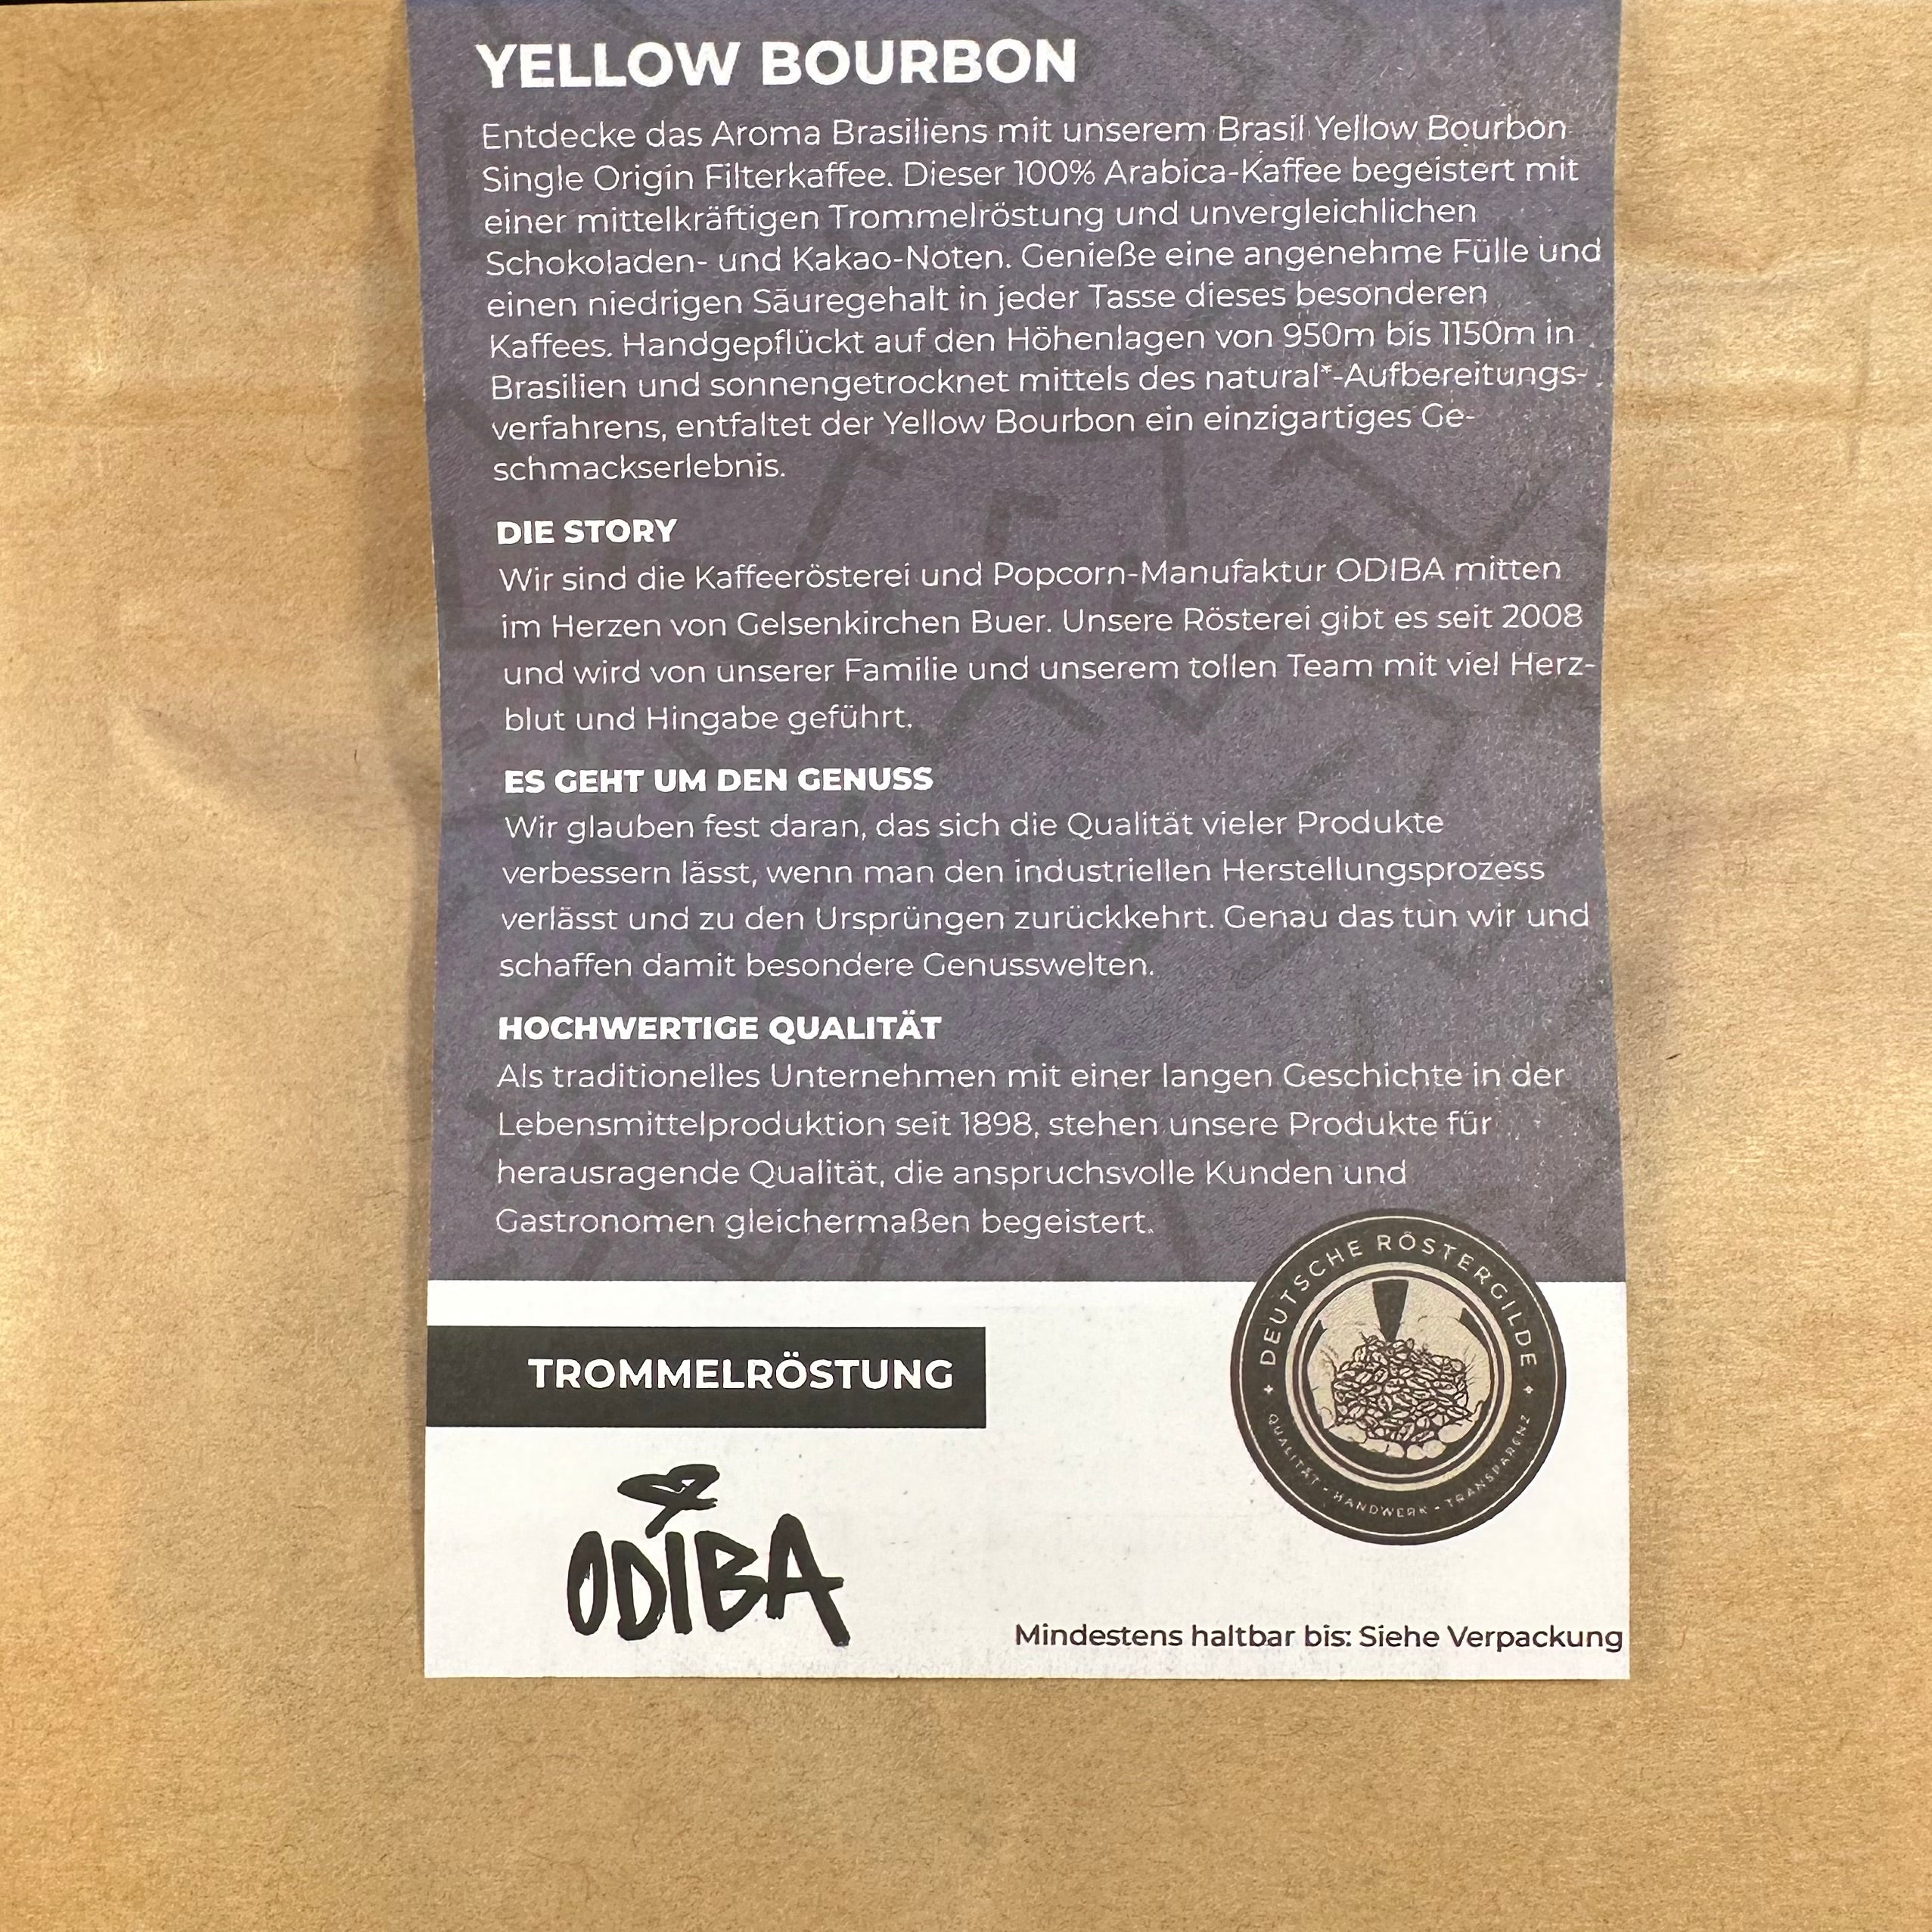 YELLOW BOURBON
Entdecke das Aroma Brasiliens mit unserem Brasil Yellow Bourbon
Single Origin Filterkaffee. Dieser 100% Arabica-Kaffee begeistert mit
einer mittelkräftigen Trommelröstung und unvergleichlichen
Schokoladen- und Kakao-Noten. Genieße eine angenehme Fülle und
einen niedrigen Säuregehalt in jeder Tasse dieses besonderen
Kaffees. Handgepflückt auf den Höhenlagen von 950m bis 1150m in
Brasilien und sonnengetrocknet mittels des natural*-Aufbereitungs-
verfahrens, entfaltet der Yellow Bourbon ein einzigartiges Ge-
schmackserlebnis.
DIE STORY
Wir sind die Kaffeerösterei und Popcorn-Manufaktur ODIBA mitten
im Herzen von Gelsenkirchen Buer. Unsere Rösterei gibt es seit 2008
und wird von unserer Familie und unserem tollen Team mit viel Herz-
blut und Hingabe geführt.
ES GEHT UM DEN GENUSS
Wir glauben fest daran, das sich die Qualität vieler Produkte
verbessern lässt, wenn man den industriellen Herstellungsprozess
verlässt und zu den Ursprüngen zurückkehrt. Genau das tun wir und
schaffen damit besondere Genusswelten.
HOCHWERTIGE QUALITÄT
Als traditionelles Unternehmen mit einer langen Geschichte in der
Lebensmittelproduktion seit 1898, stehen unsere Produkte für
herausragende Qualität, die anspruchsvolle Kunden und
Gastronomen gleichermaßen begeistert.
DEUTSCHE RÖSTERGILDE
QUALITÄT - HANDWERK - TRANSPARENZ
TROMMELRÖSTUNG
ODIBA
Mindestens haltbar bis: Siehe Verpackung